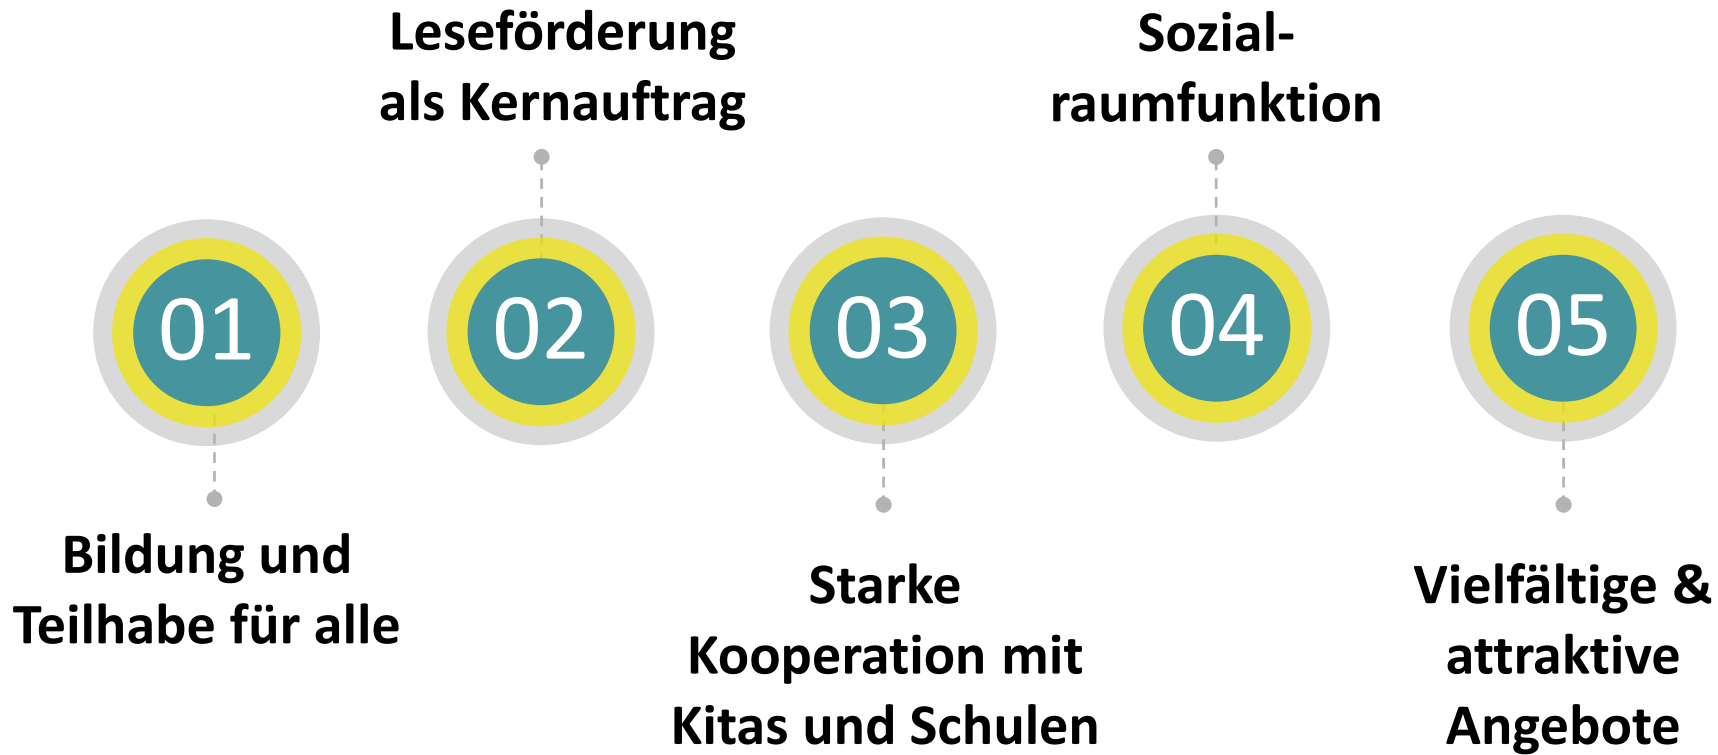 01
Bildung und
Teilhabe für alle
02
Leseförderung
als Kernauftrag
03
Starke
Kooperation mit
Kitas und Schulen
04
Sozial-
raumfunktion
05
Vielfältige &
attraktive
Angebote